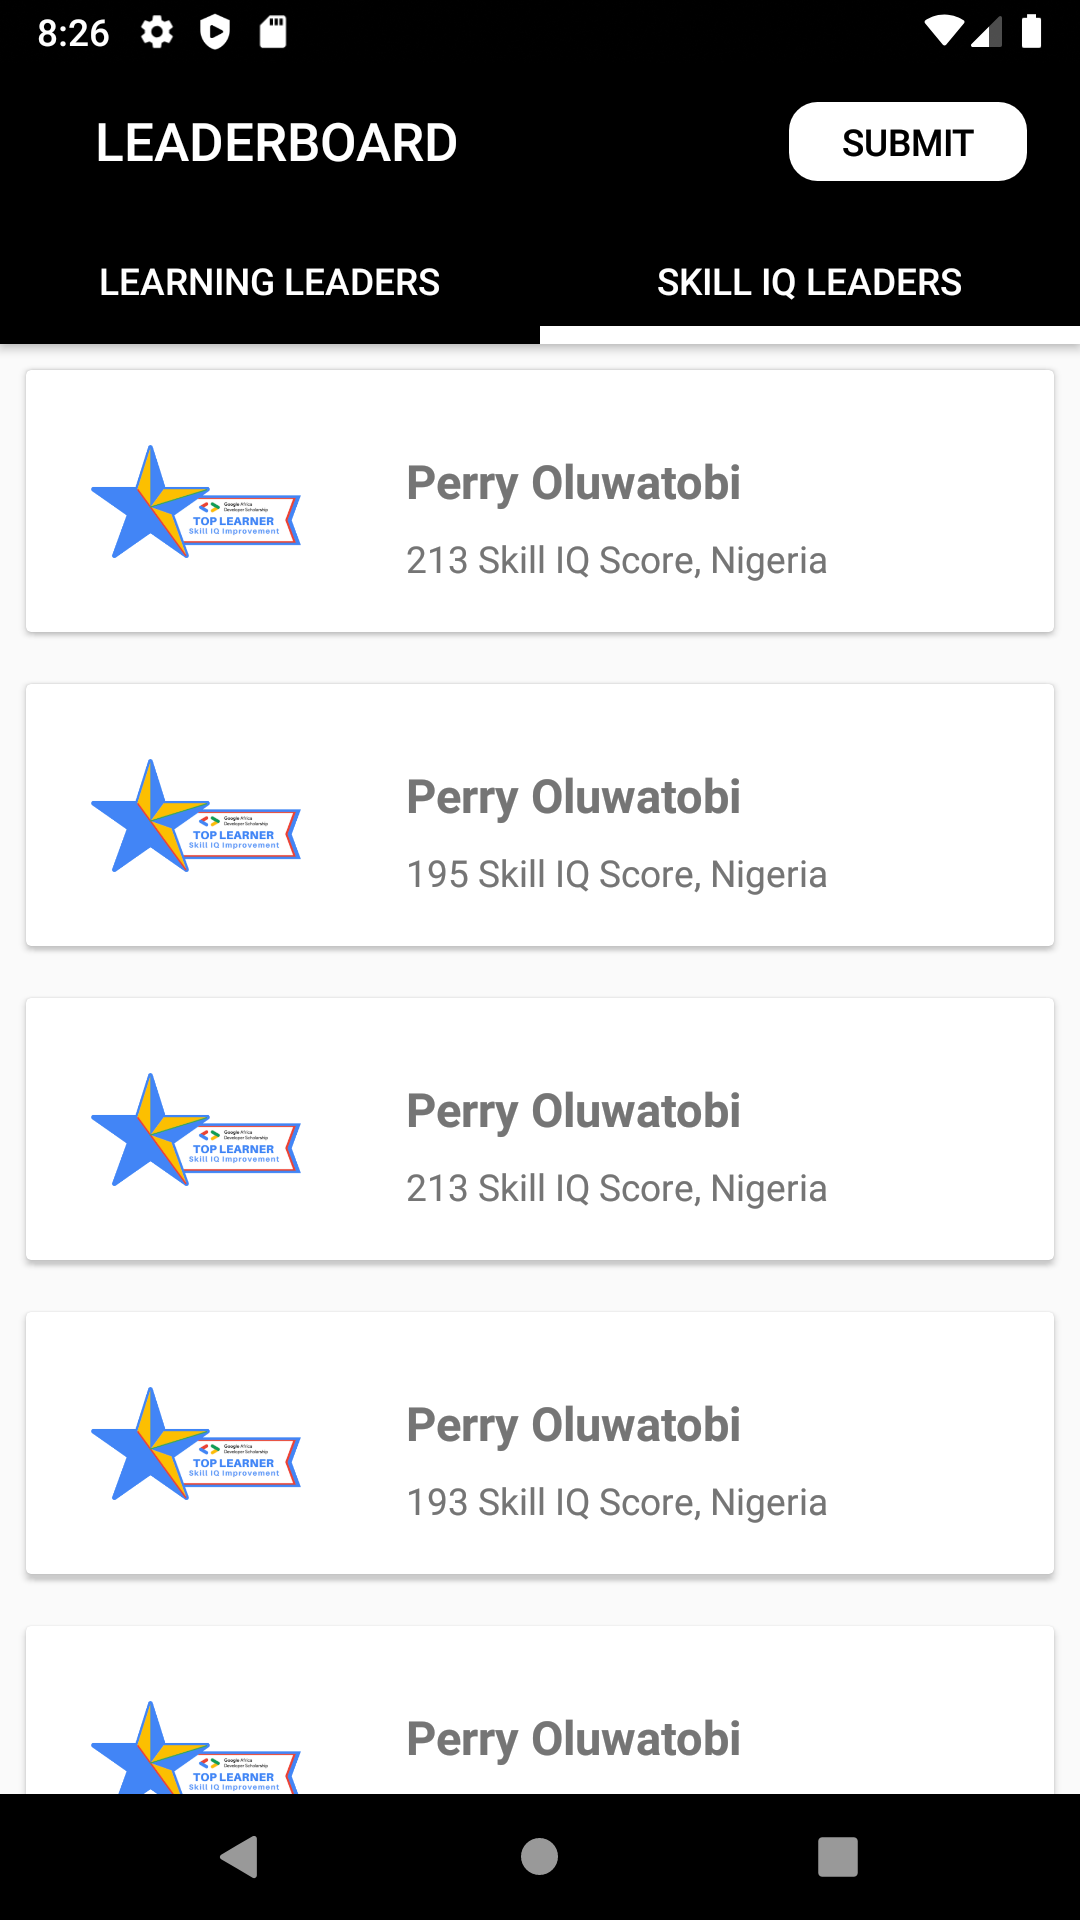 8:26
LEADERBOARD
SUBMIT
LEARNING LEADERS
SKILL IQ LEADERS
Perry Oluwatobi
Google Africa
Developer Scholarship
TOP LEARNER
Skill IQ Improvement
213 Skill IQ Score, Nigeria
Perry Oluwatobi
Google Africa
Developer Scholarship
TOP LEARNER
Skill IQ Improvement
195 Skill IQ Score, Nigeria
Perry Oluwatobi
Google Africa
Developer Scholarship
TOP LEARNER
Skill IQ Improvement
213 Skill IQ Score, Nigeria
Perry Oluwatobi
Google Africa
Developer Scholarship
TOP LEARNER
Skill IQ Improvement
193 Skill IQ Score, Nigeria
Perry Oluwatobi
Google Africa
Developer Scholarship
TOP LEARNER
Skill IQ Improvement